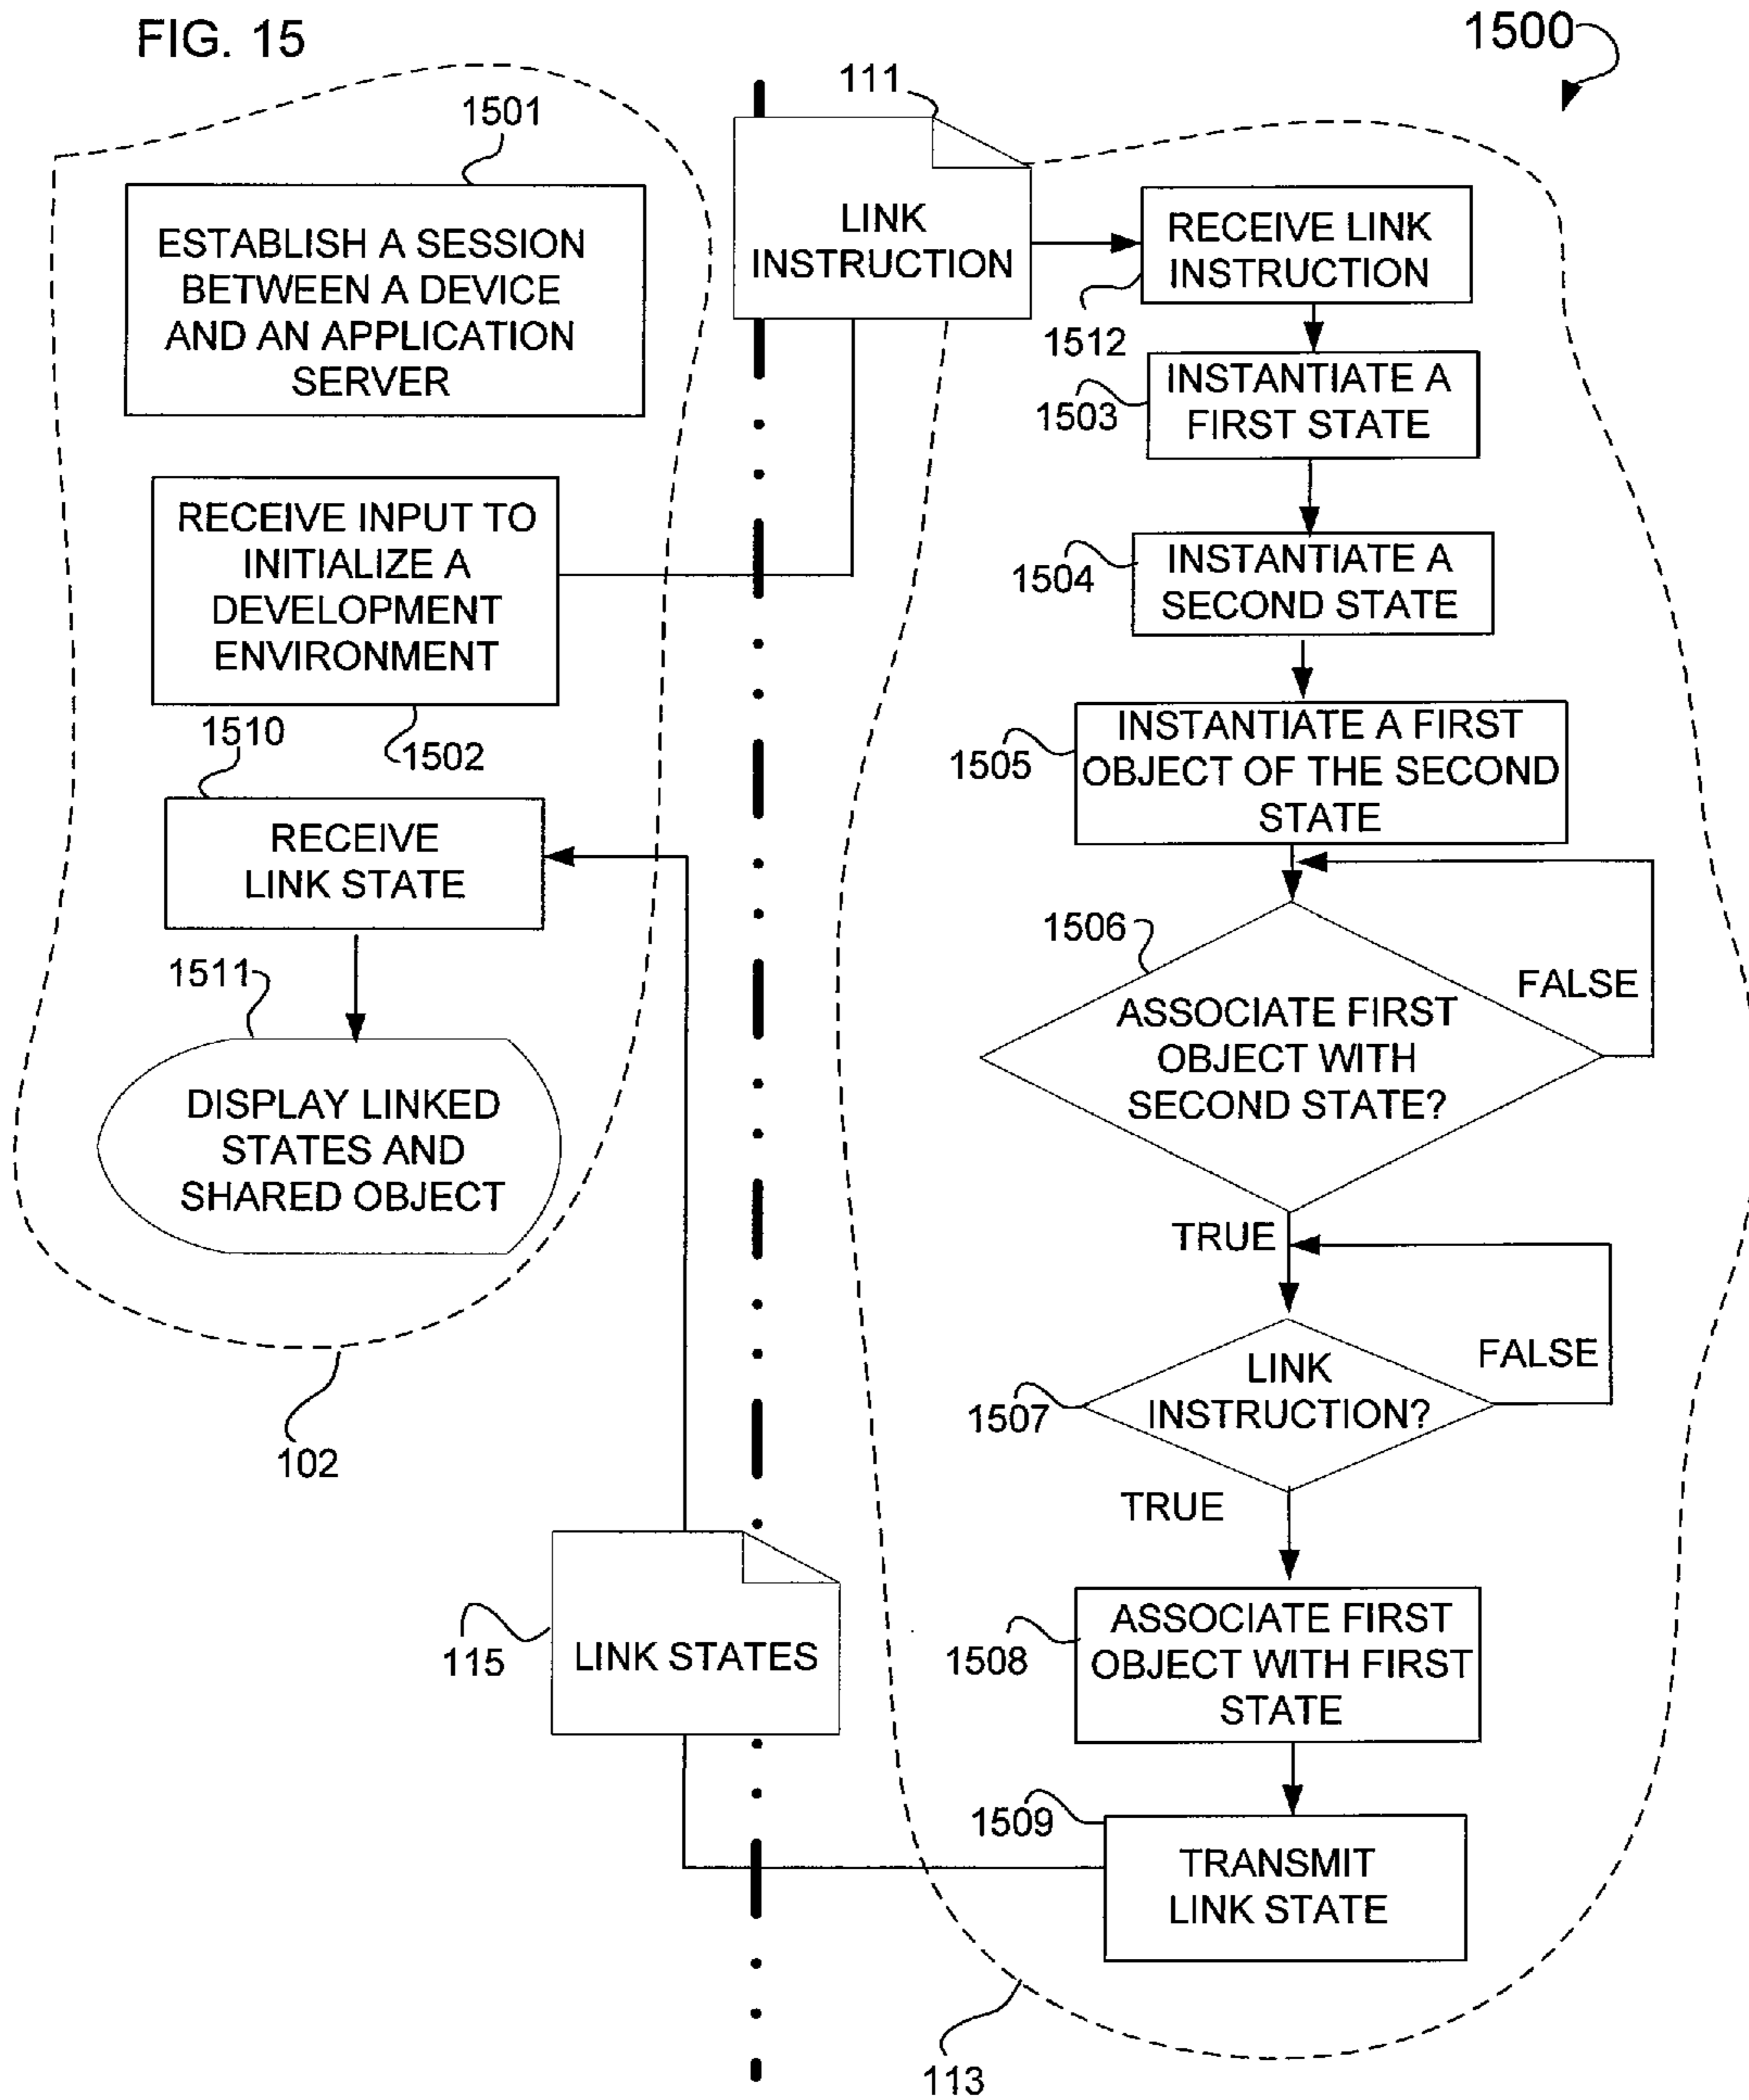 FIG. 15
1500
1501
ESTABLISH A SESSION
BETWEEN A DEVICE
AND AN APPLICATION
SERVER
RECEIVE INPUT TO
INITIALIZE A
DEVELOPMENT
ENVIRONMENT
1502
1510
RECEIVE
LINK STATE
1511
DISPLAY LINKED
STATES AND
SHARED OBJECT
102
111
LINK
INSTRUCTION
RECEIVE LINK
INSTRUCTION
1512
INSTANTIATE A
FIRST STATE
1503
INSTANTIATE A
SECOND STATE
1504
INSTANTIATE A FIRST
OBJECT OF THE SECOND
STATE
1505
1506
ASSOCIATE FIRST
OBJECT WITH
SECOND STATE?
FALSE
TRUE
LINK
INSTRUCTION?
1507
FALSE
TRUE
ASSOCIATE FIRST
OBJECT WITH FIRST
STATE
1508
1509
TRANSMIT
LINK STATE
115
LINK STATES
113